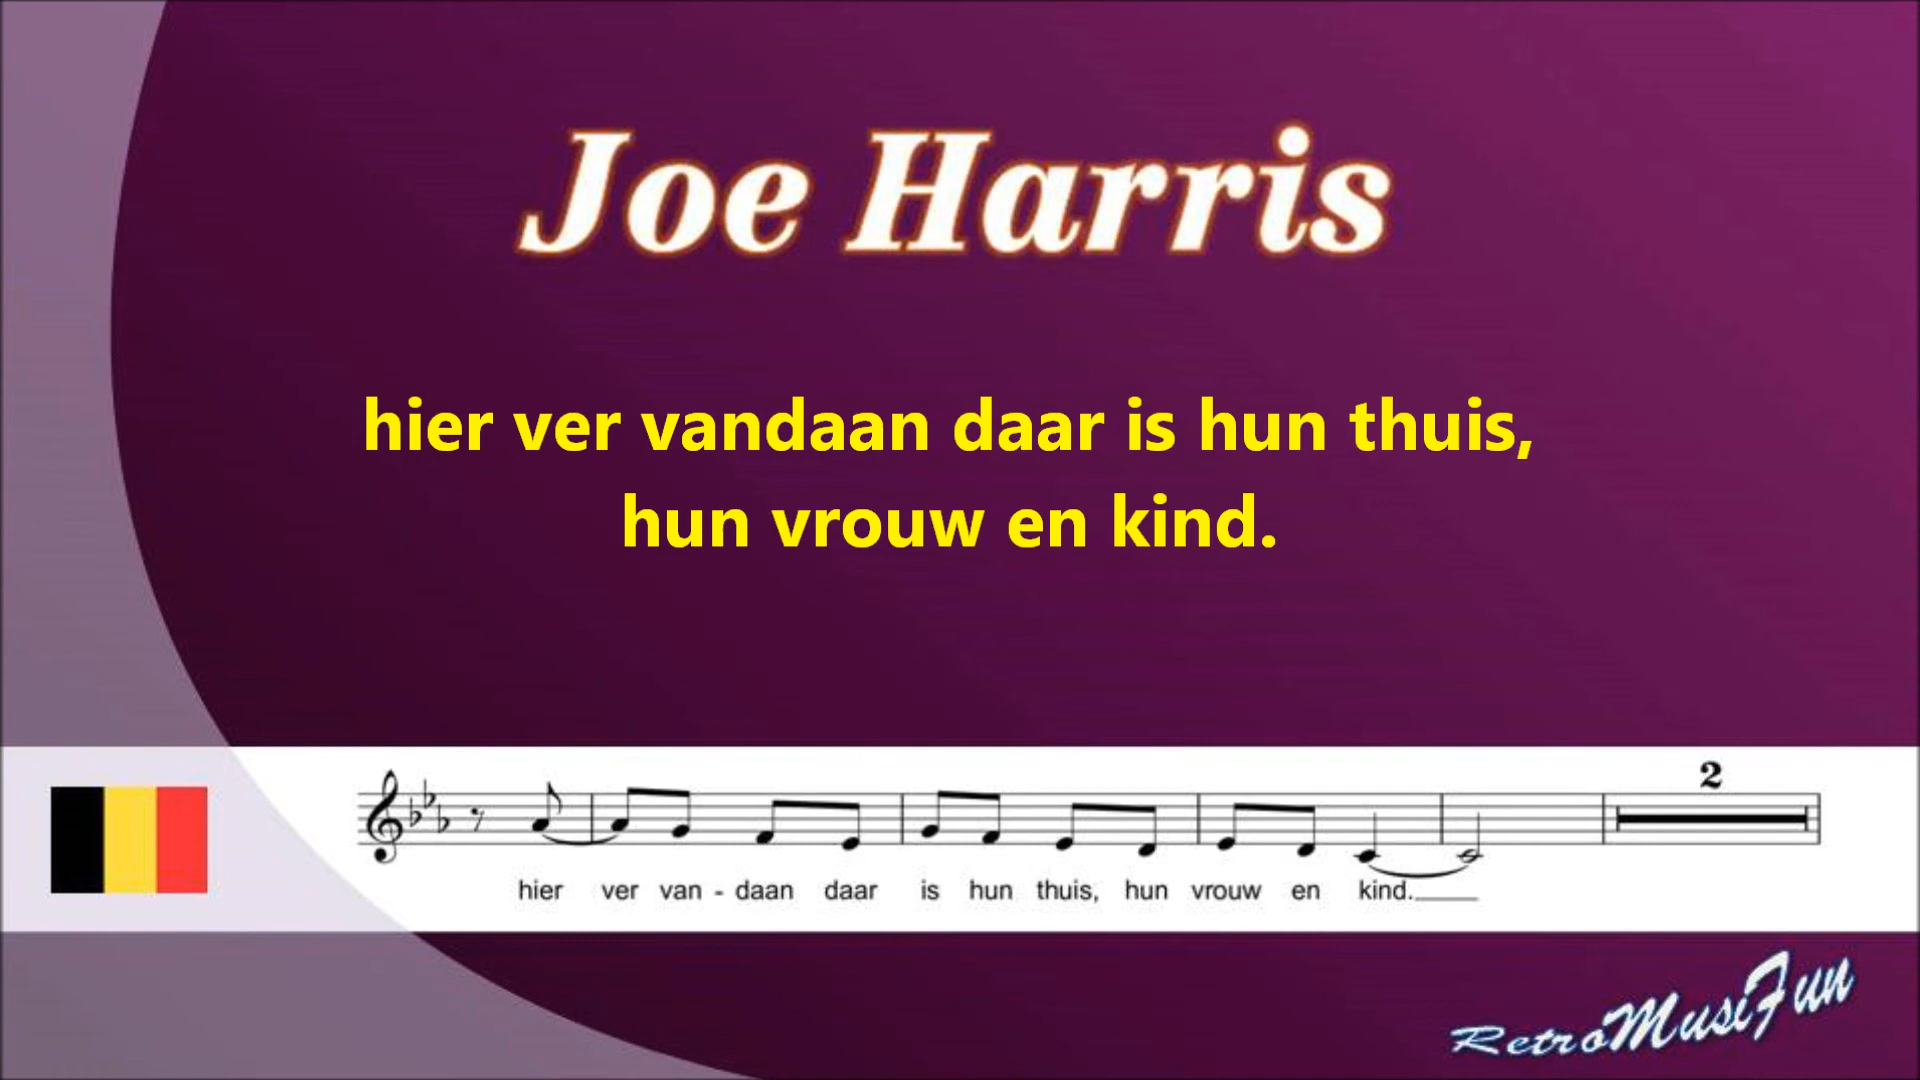 Joe Harris
hier ver vandaan daar is hun thuis,
hun vrouw en kind.
2
hier ver van - daan daar is hun thuis, hun vrouw en kind.
RetroMusiFun